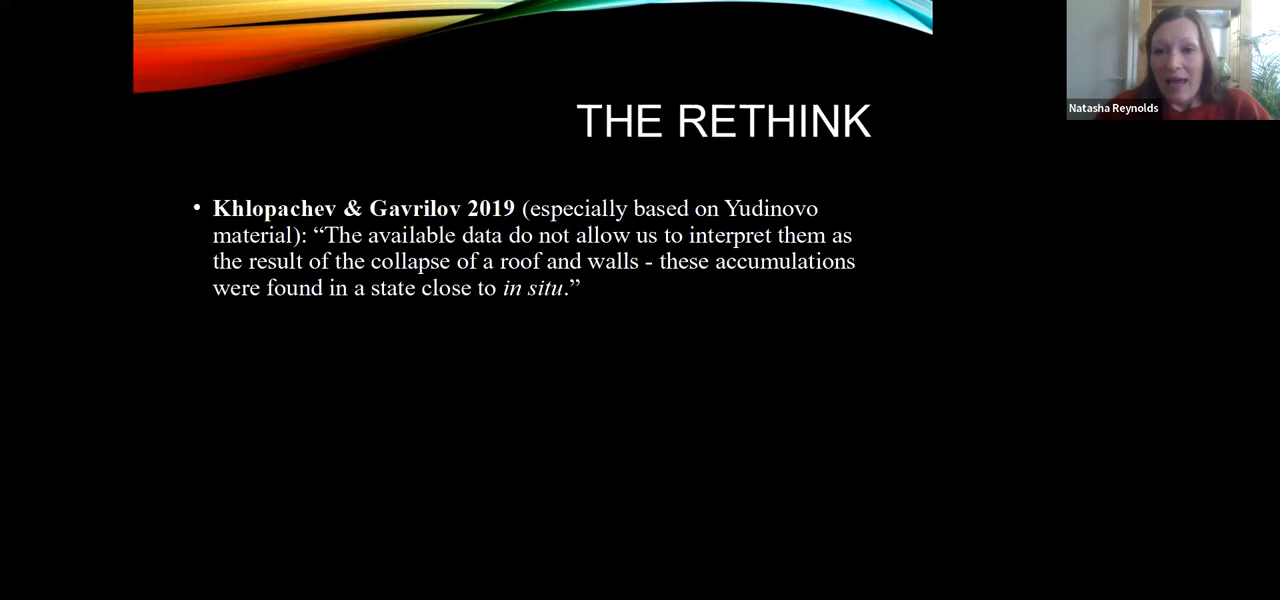 THE RETHINK
Natasha Reynolds
• Khlopachev & Gavrilov 2019 (especially based on Yudinovo
material): “The available data do not allow us to interpret them as
the result of the collapse of a roof and walls - these accumulations
were found in a state close to in situ.”